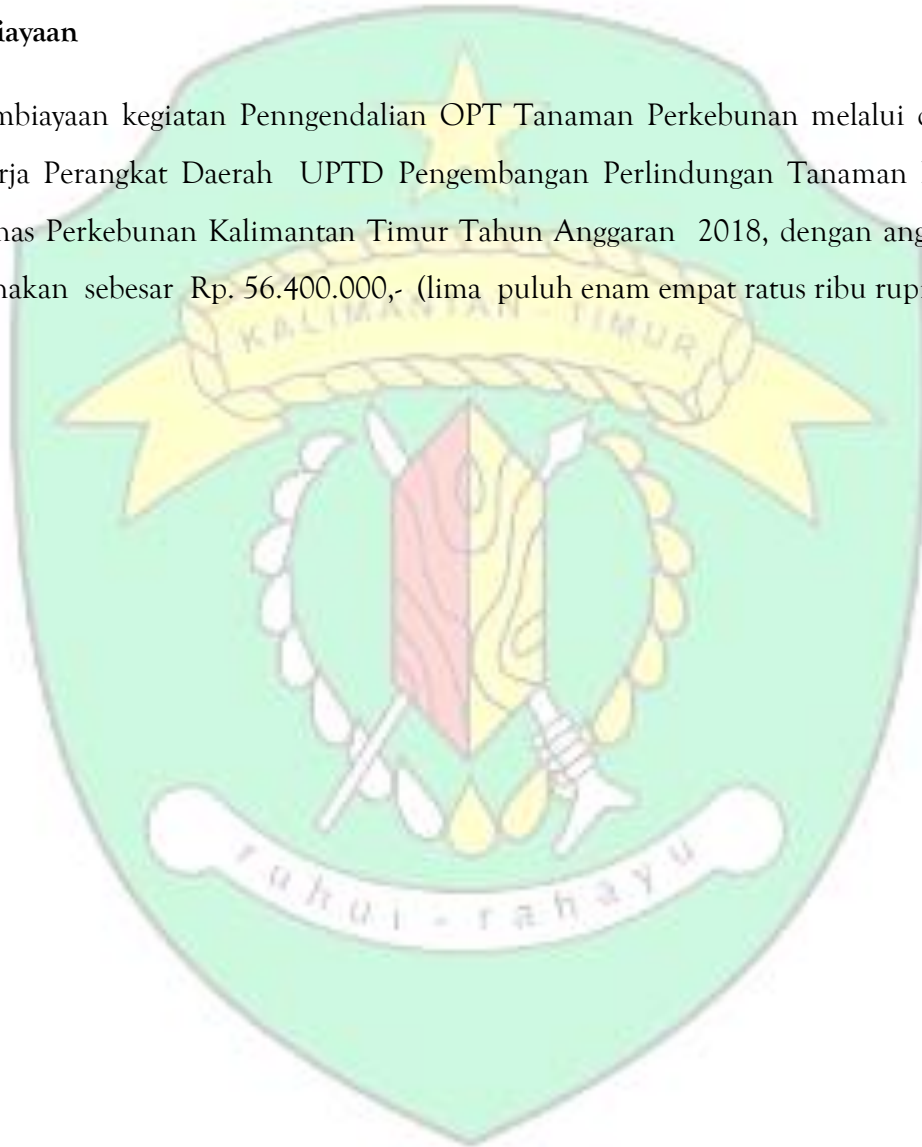 iayaan
mbiayaan kegiatan Penngendalian OPT Tanaman Perkebunan melalui
rja Perangkat Daerah UPTD Pengembangan Perlindungan Tanaman
nas Perkebunan Kalimantan Timur Tahun Anggaran 2018, dengan ang
nakan sebesar Rp. 56.400.000,- (lima puluh enam empat ratus ribu rup
KALIMANTAN - TIMUR
ruhui - rahayu